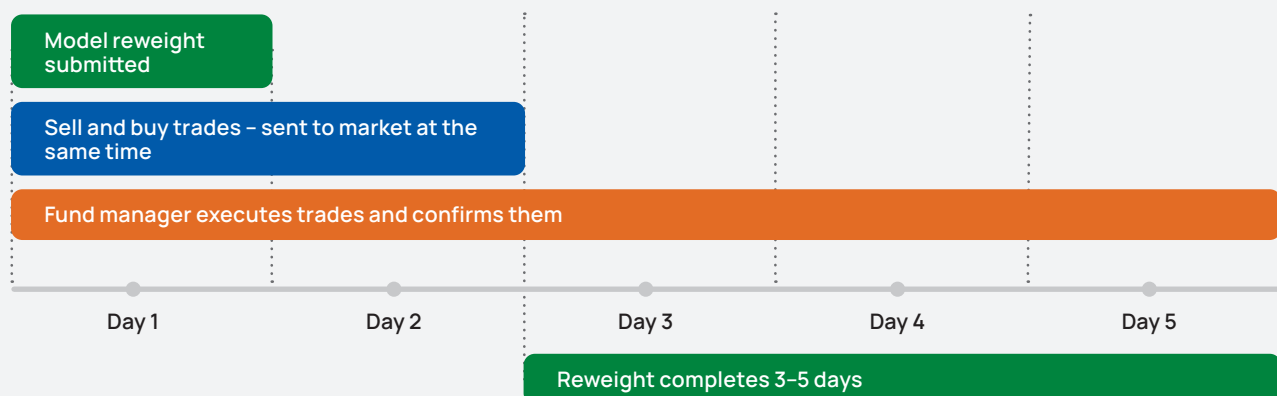 Model reweight
submitted
Sell and buy trades – sent to market at the
same time
Fund manager executes trades and confirms them
Day 1
Day 2
Day 3
Day 4
Day 5
Reweight completes 3–5 days